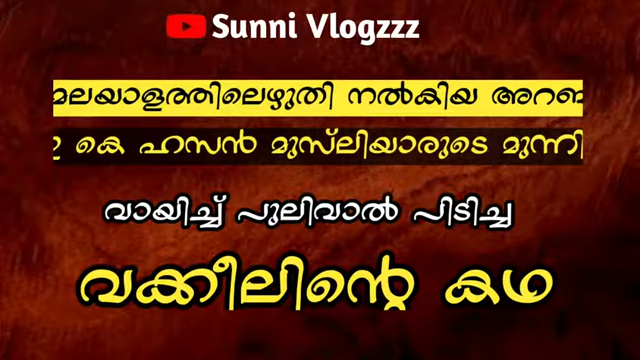 Sunni Vlogzzz
മലയാളത്തിലെഴുതി നൽകിയ
കെ ഹസൻ മുസ്‌ലിയാരുടെ
വായിച്ച് പുലിവാൽ പിടിച്ച
വക്കീലിന്റെ കഥ